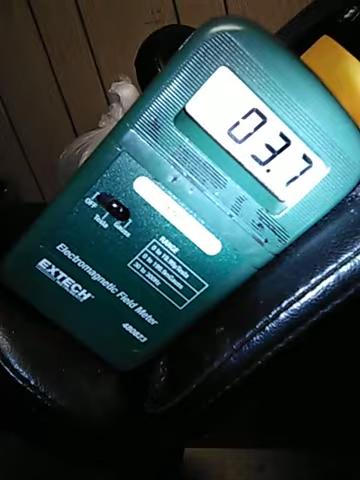 03.7
OFF
Tesla Gauss
RANGE
EXTECH
Electromagnetic Field Meter
480823